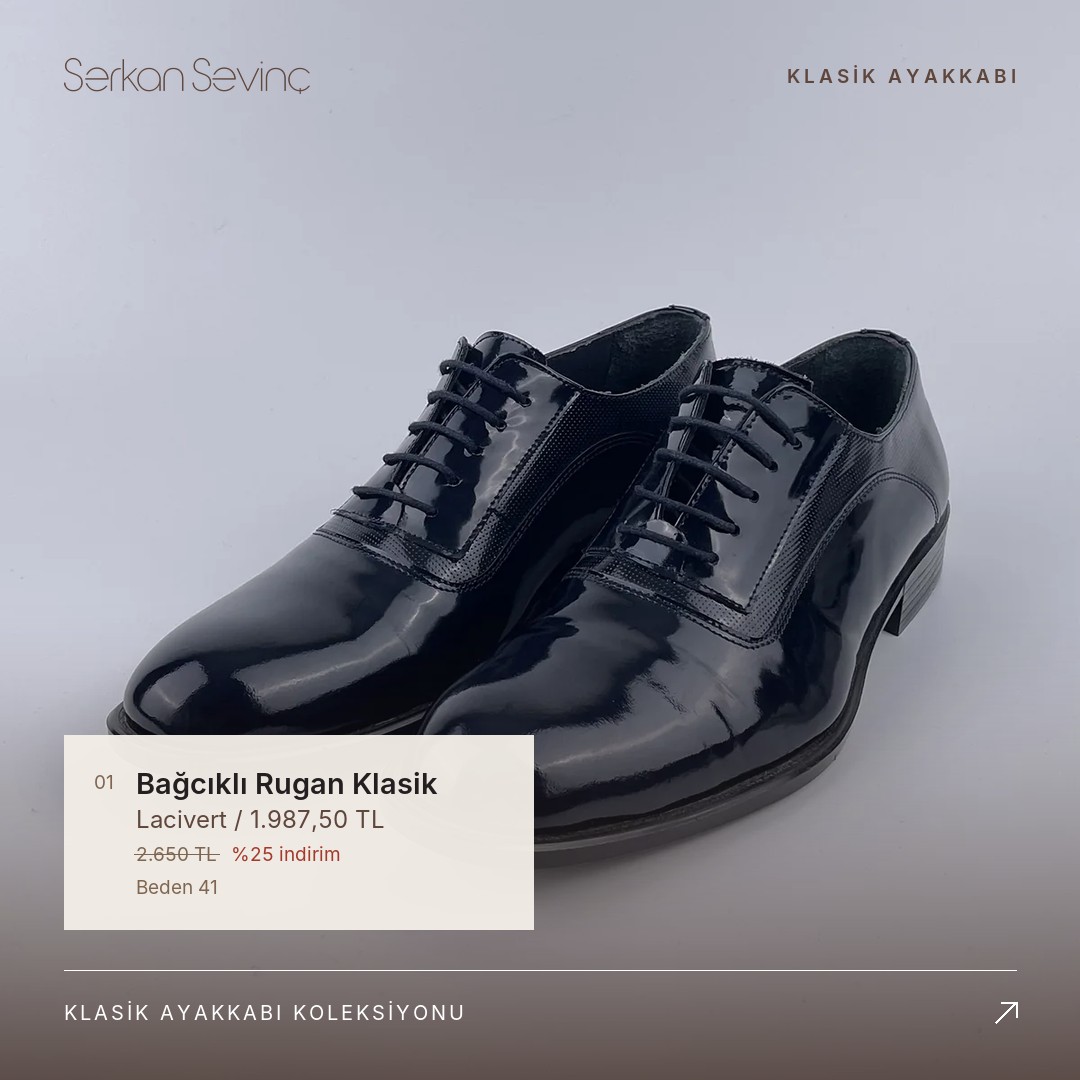 Serkan Sevinç
KLASİK AYAKKABI
01
Bağcıklı Rugan Klasik
Lacivert / 1.987,50 TL
2.650 TL %25 indirim
Beden 41
KLASİK AYAKKABI KOLEKSİYONU